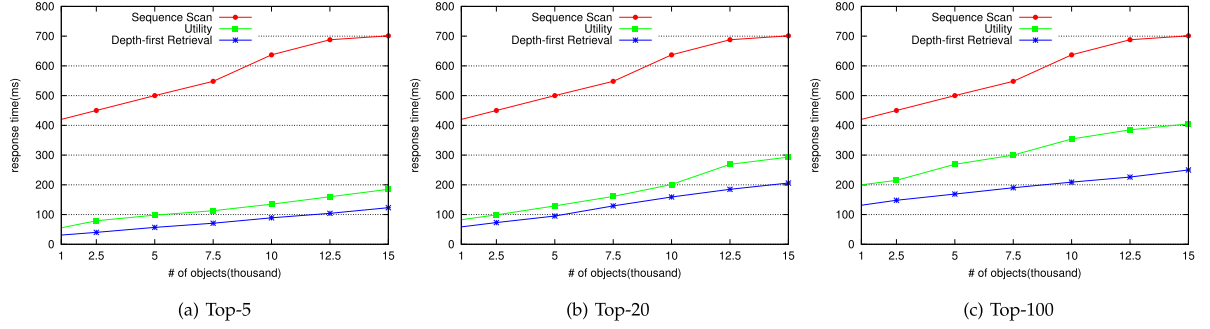 800
700
600
500
400
300
200
100
0
response time(ms)
Sequence Scan
Utility
Depth-first Retrieval
1 2.5 5 7.5 10 12.5 15
# of objects(thousand)
(a) Top-5
800
700
600
500
400
300
200
100
0
response time(ms)
Sequence Scan
Utility
Depth-first Retrieval
1 2.5 5 7.5 10 12.5 15
# of objects(thousand)
(b) Top-20
800
700
600
500
400
300
200
100
0
response time(ms)
Sequence Scan
Utility
Depth-first Retrieval
1 2.5 5 7.5 10 12.5 15
# of objects(thousand)
(c) Top-100